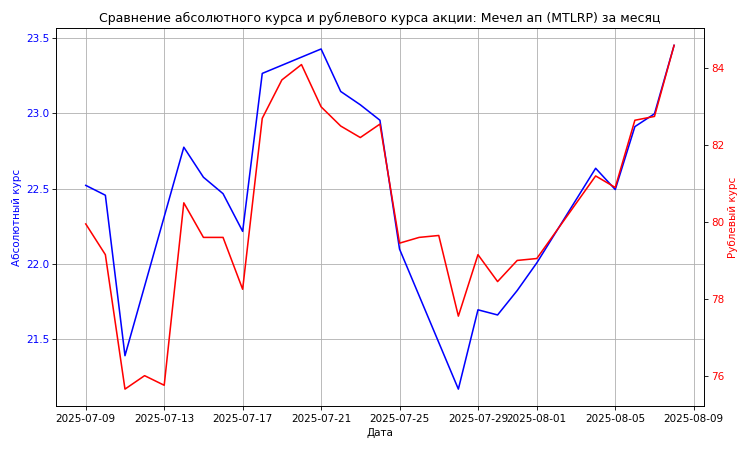 Сравнение абсолютного курса и рублевого курса акции: Мечел ап (MTLRP) за месяц
23.5
23.0
22.5
22.0
21.5
Абсолютный курс
84
82
80
78
76
Рублевый курс
2025-07-09 2025-07-13 2025-07-17 2025-07-21 2025-07-25 2025-07-29 2025-08-01 2025-08-05 2025-08-09
Дата